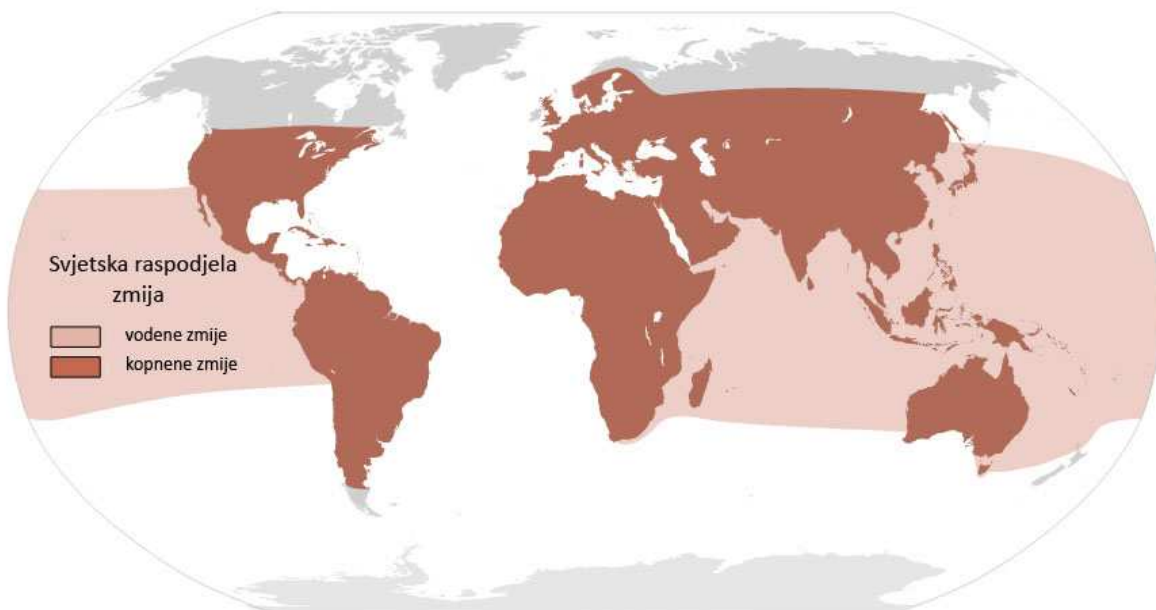 Svjetska raspodjela
zmija
vodene zmije
kopnene zmije